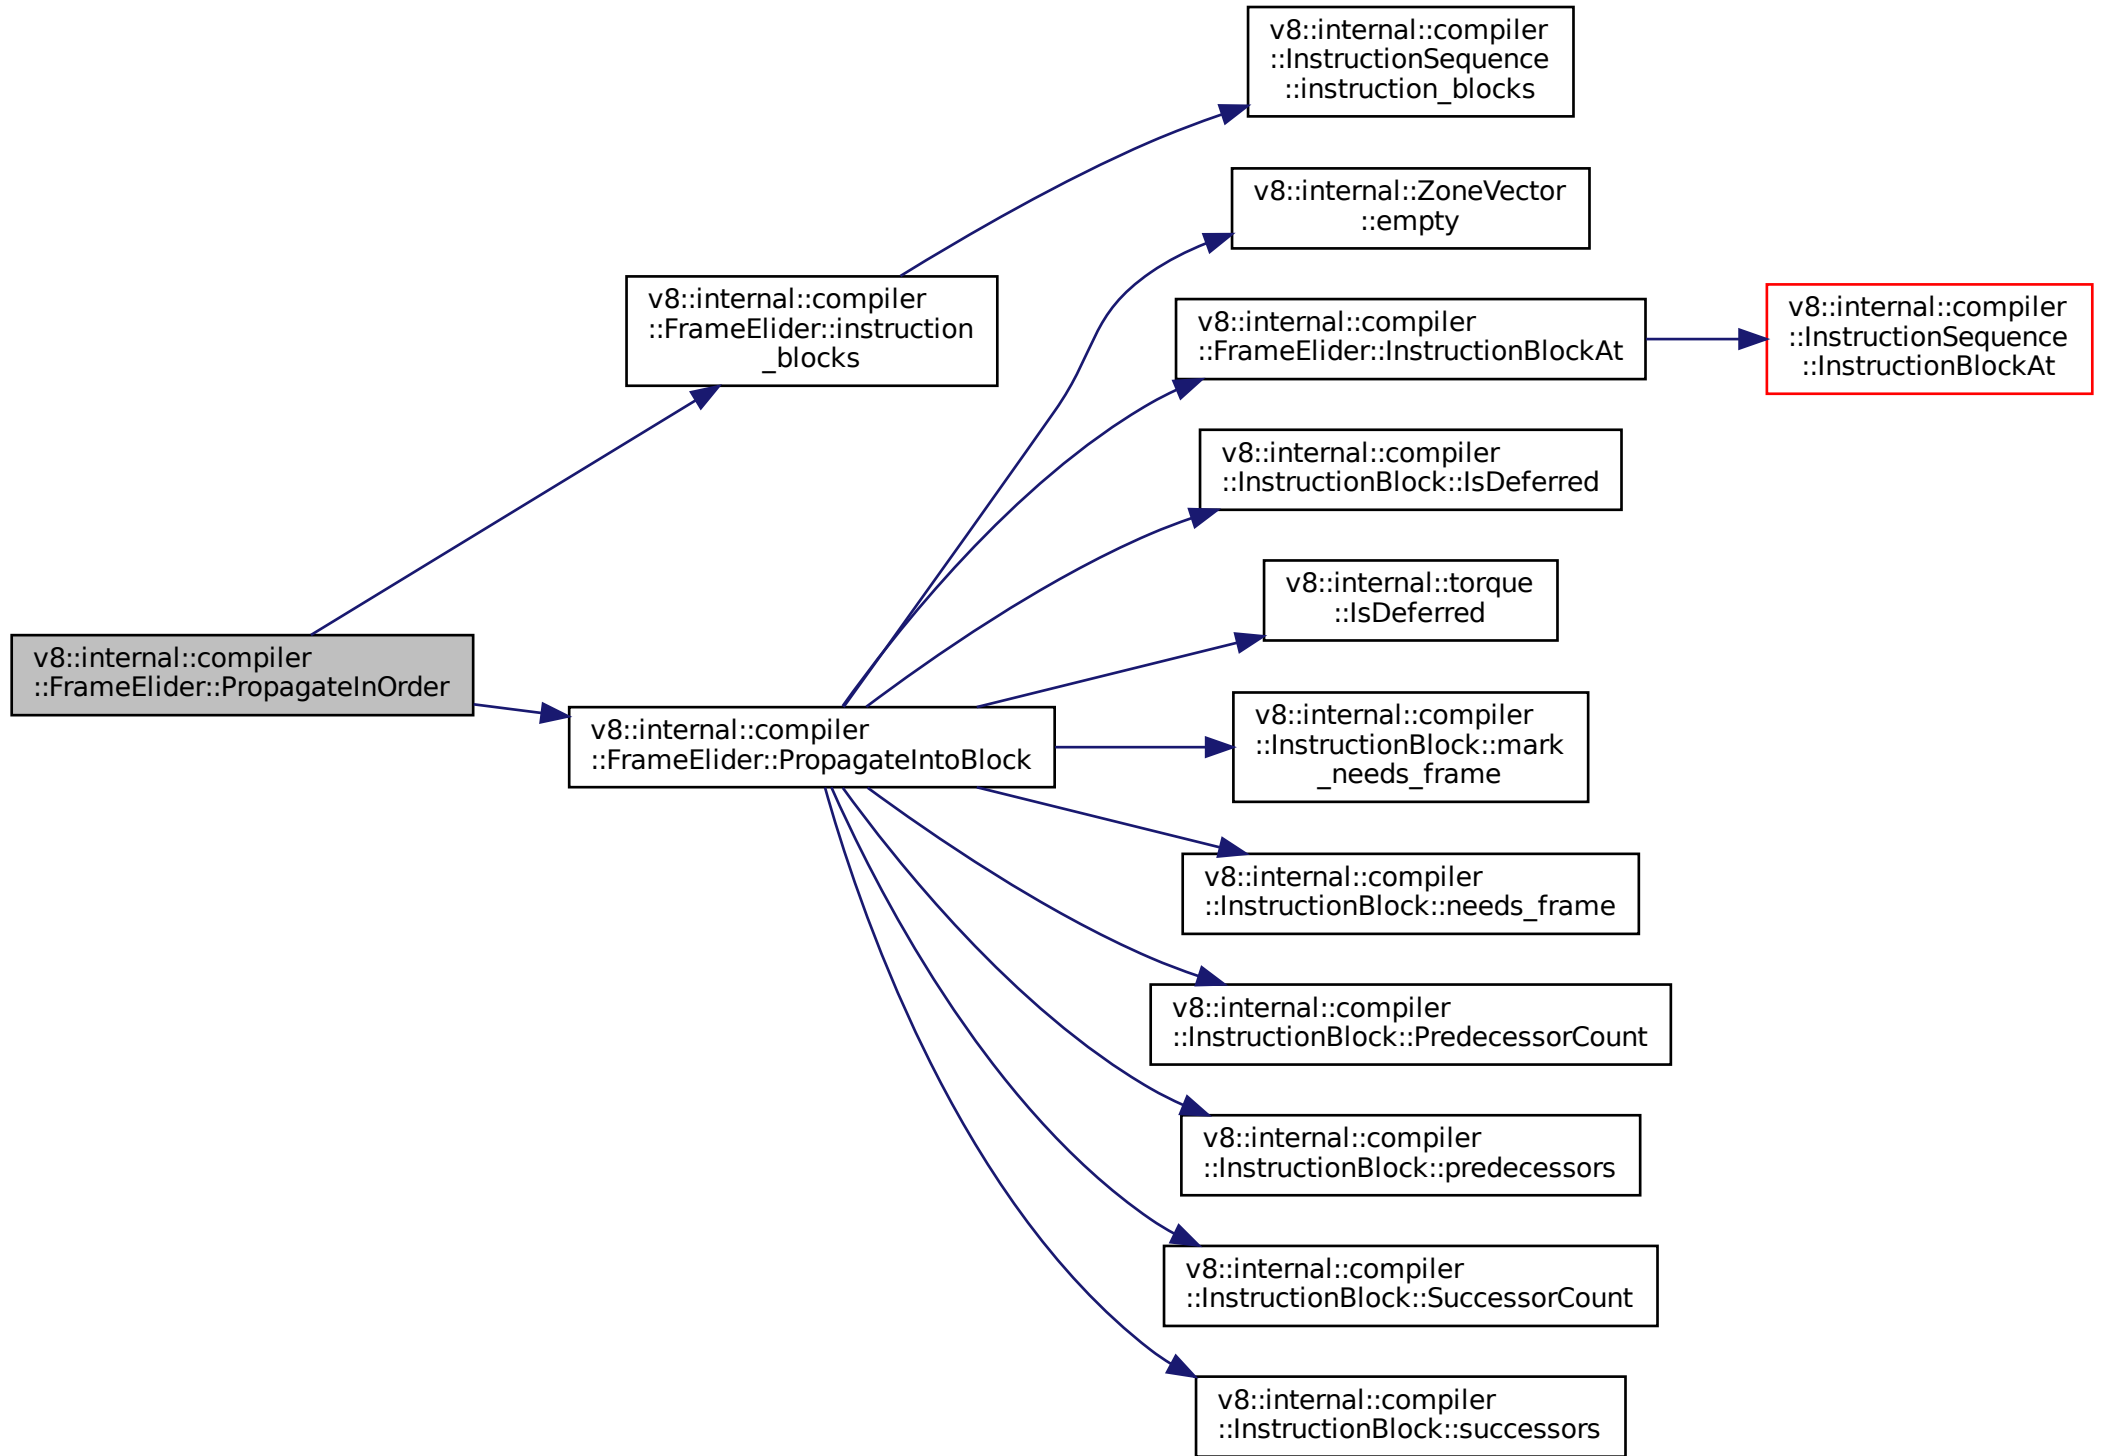 v8::internal::compiler
::InstructionSequence
::instruction_blocks
v8::internal::ZoneVector
::empty
v8::internal::compiler
::FrameElider::instruction
_blocks
v8::internal::compiler
::FrameElider::InstructionBlockAt
v8::internal::compiler
::InstructionSequence
::InstructionBlockAt
v8::internal::compiler
::InstructionBlock::IsDeferred
v8::internal::torque
::IsDeferred
v8::internal::compiler
::FrameElider::PropagateInOrder
v8::internal::compiler
::FrameElider::PropagateIntoBlock
v8::internal::compiler
::InstructionBlock::mark
_needs_frame
v8::internal::compiler
::InstructionBlock::needs_frame
v8::internal::compiler
::InstructionBlock::PredecessorCount
v8::internal::compiler
::InstructionBlock::predecessors
v8::internal::compiler
::InstructionBlock::SuccessorCount
v8::internal::compiler
::InstructionBlock::successors